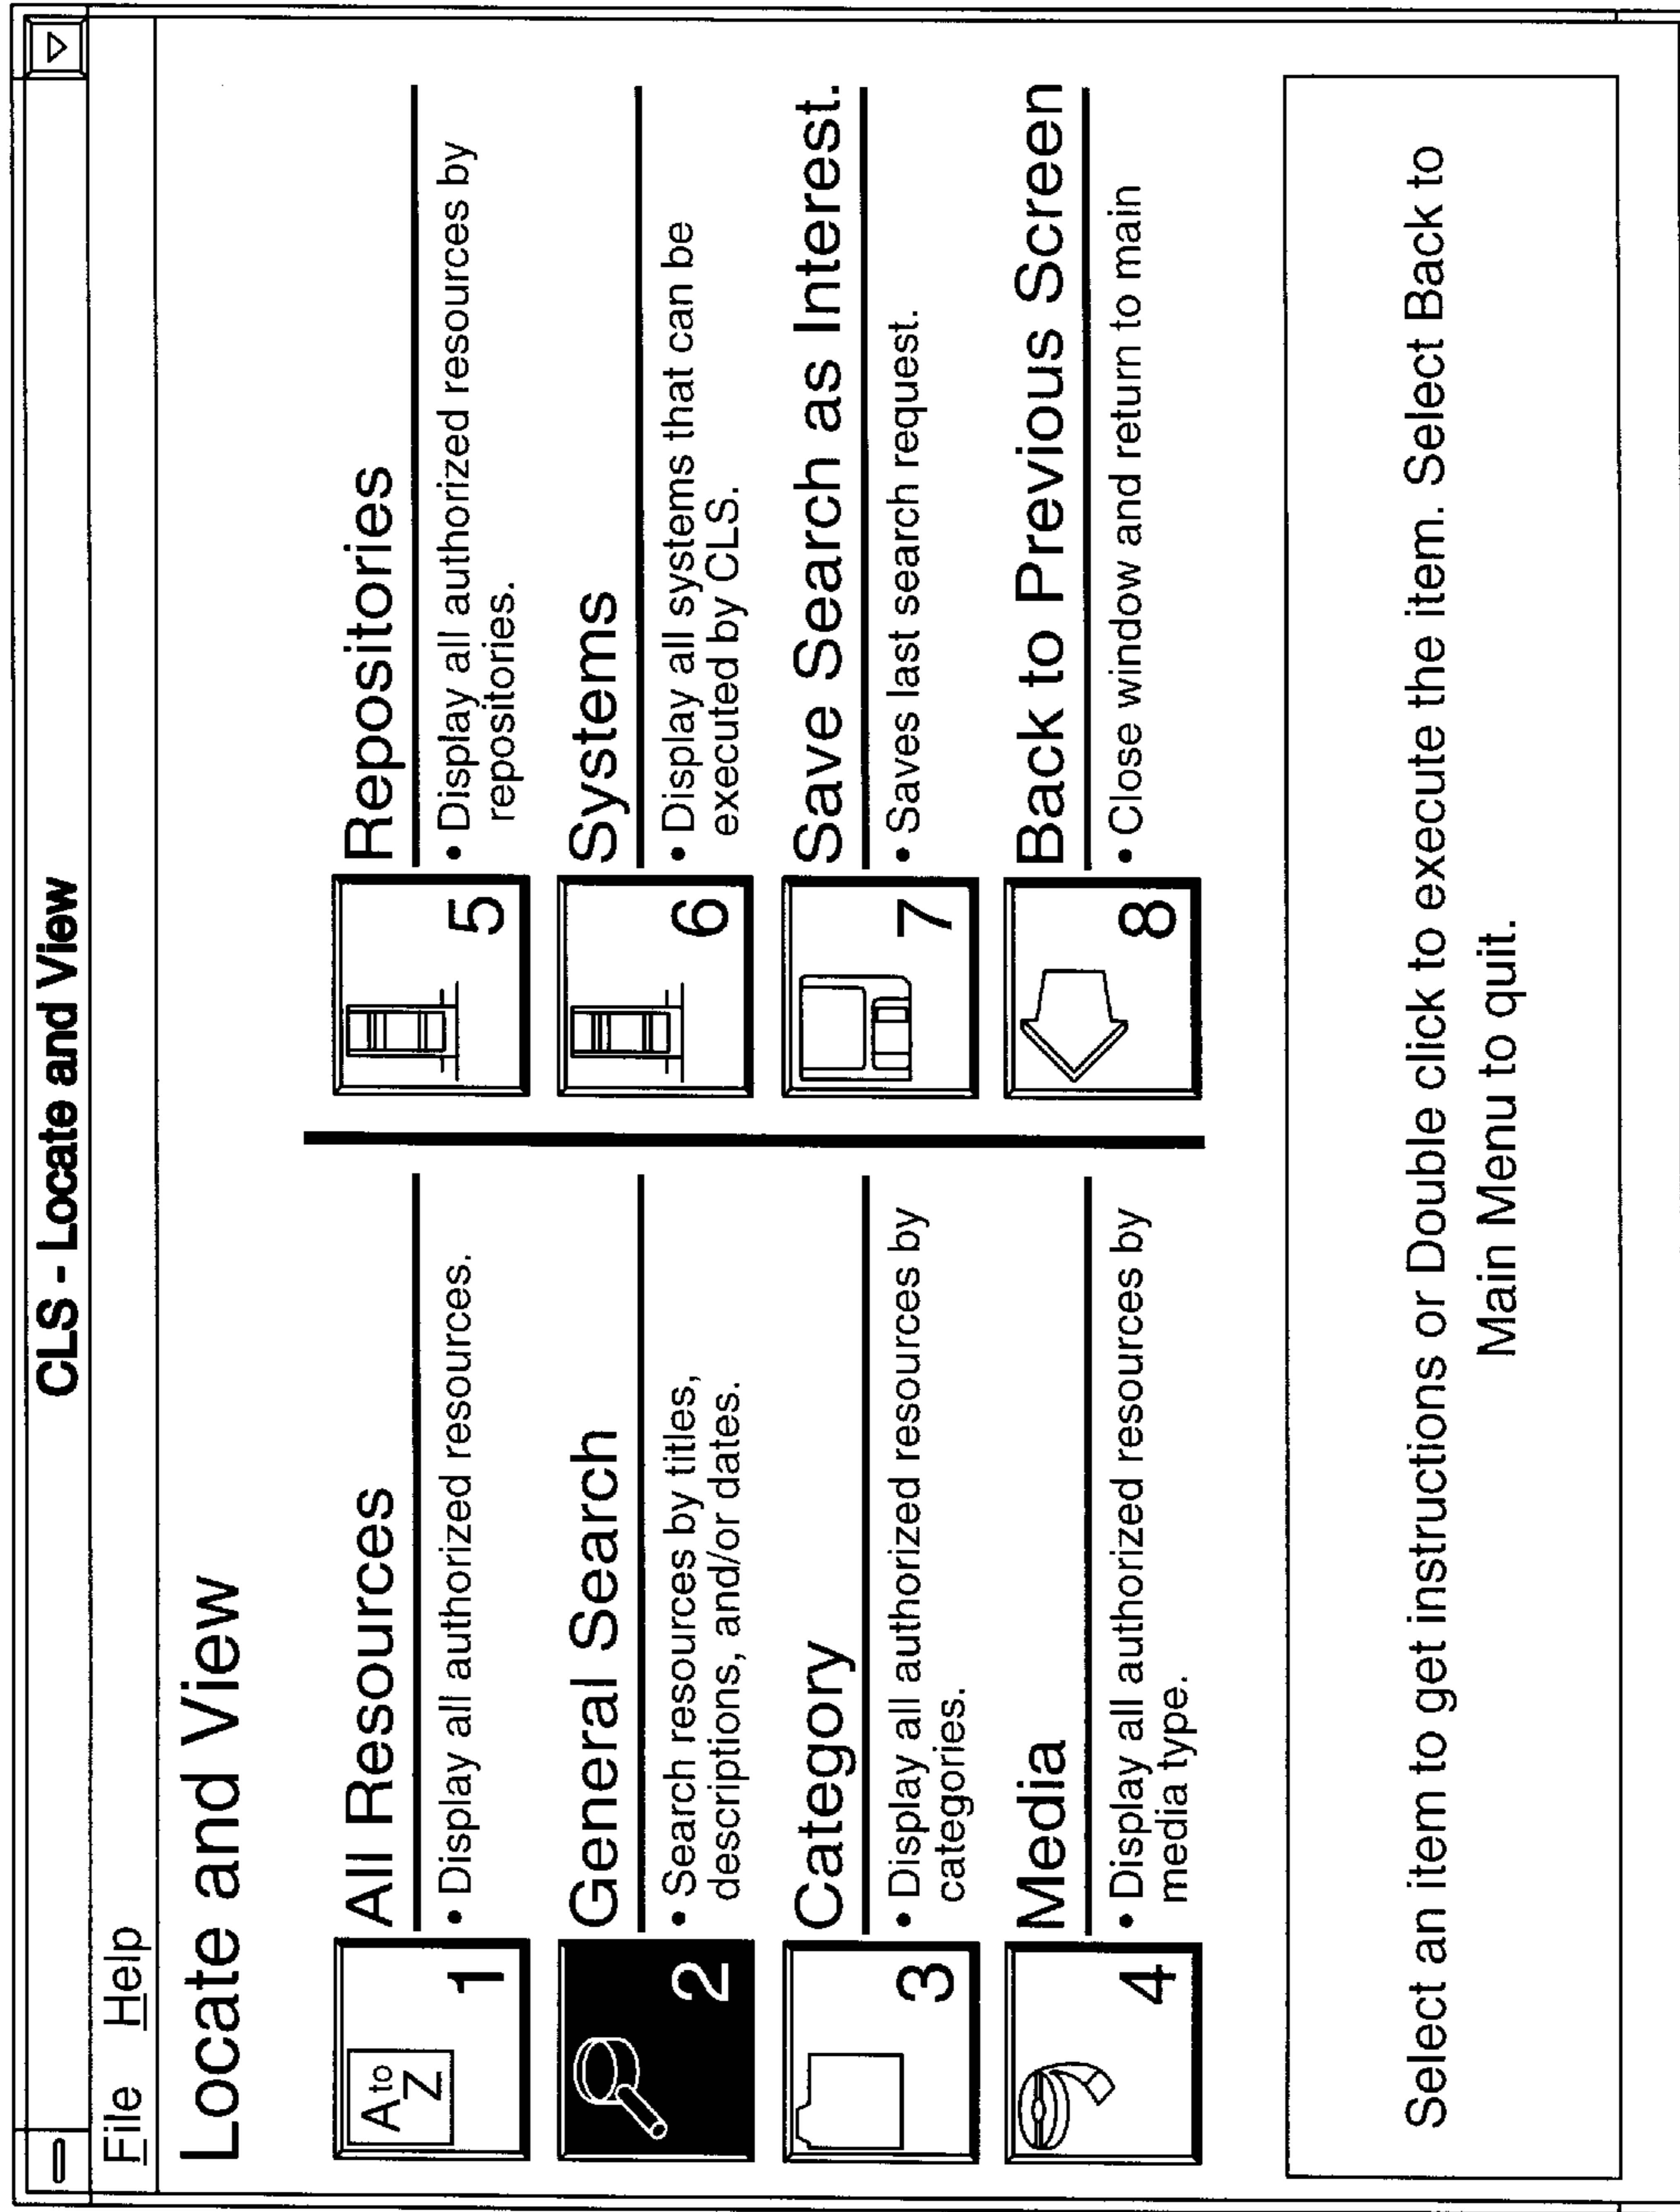 CLS - Locate and View
File Help
Locate and View
A to
Z
1
All Resources
• Display all authorized resources.
2
General Search
• Search resources by titles,
descriptions, and/or dates.
3
Category
• Display all authorized resources by
categories.
4
Media
• Display all authorized resources by
media type.
5
Repositories
• Display all authorized resources by
repositories.
6
Systems
• Display all systems that can be
executed by CLS.
7
Save Search as Interest.
• Saves last search request.
8
Back to Previous Screen
• Close window and return to main
Select an item to get instructions or Double click to execute the item. Select Back to
Main Menu to quit.